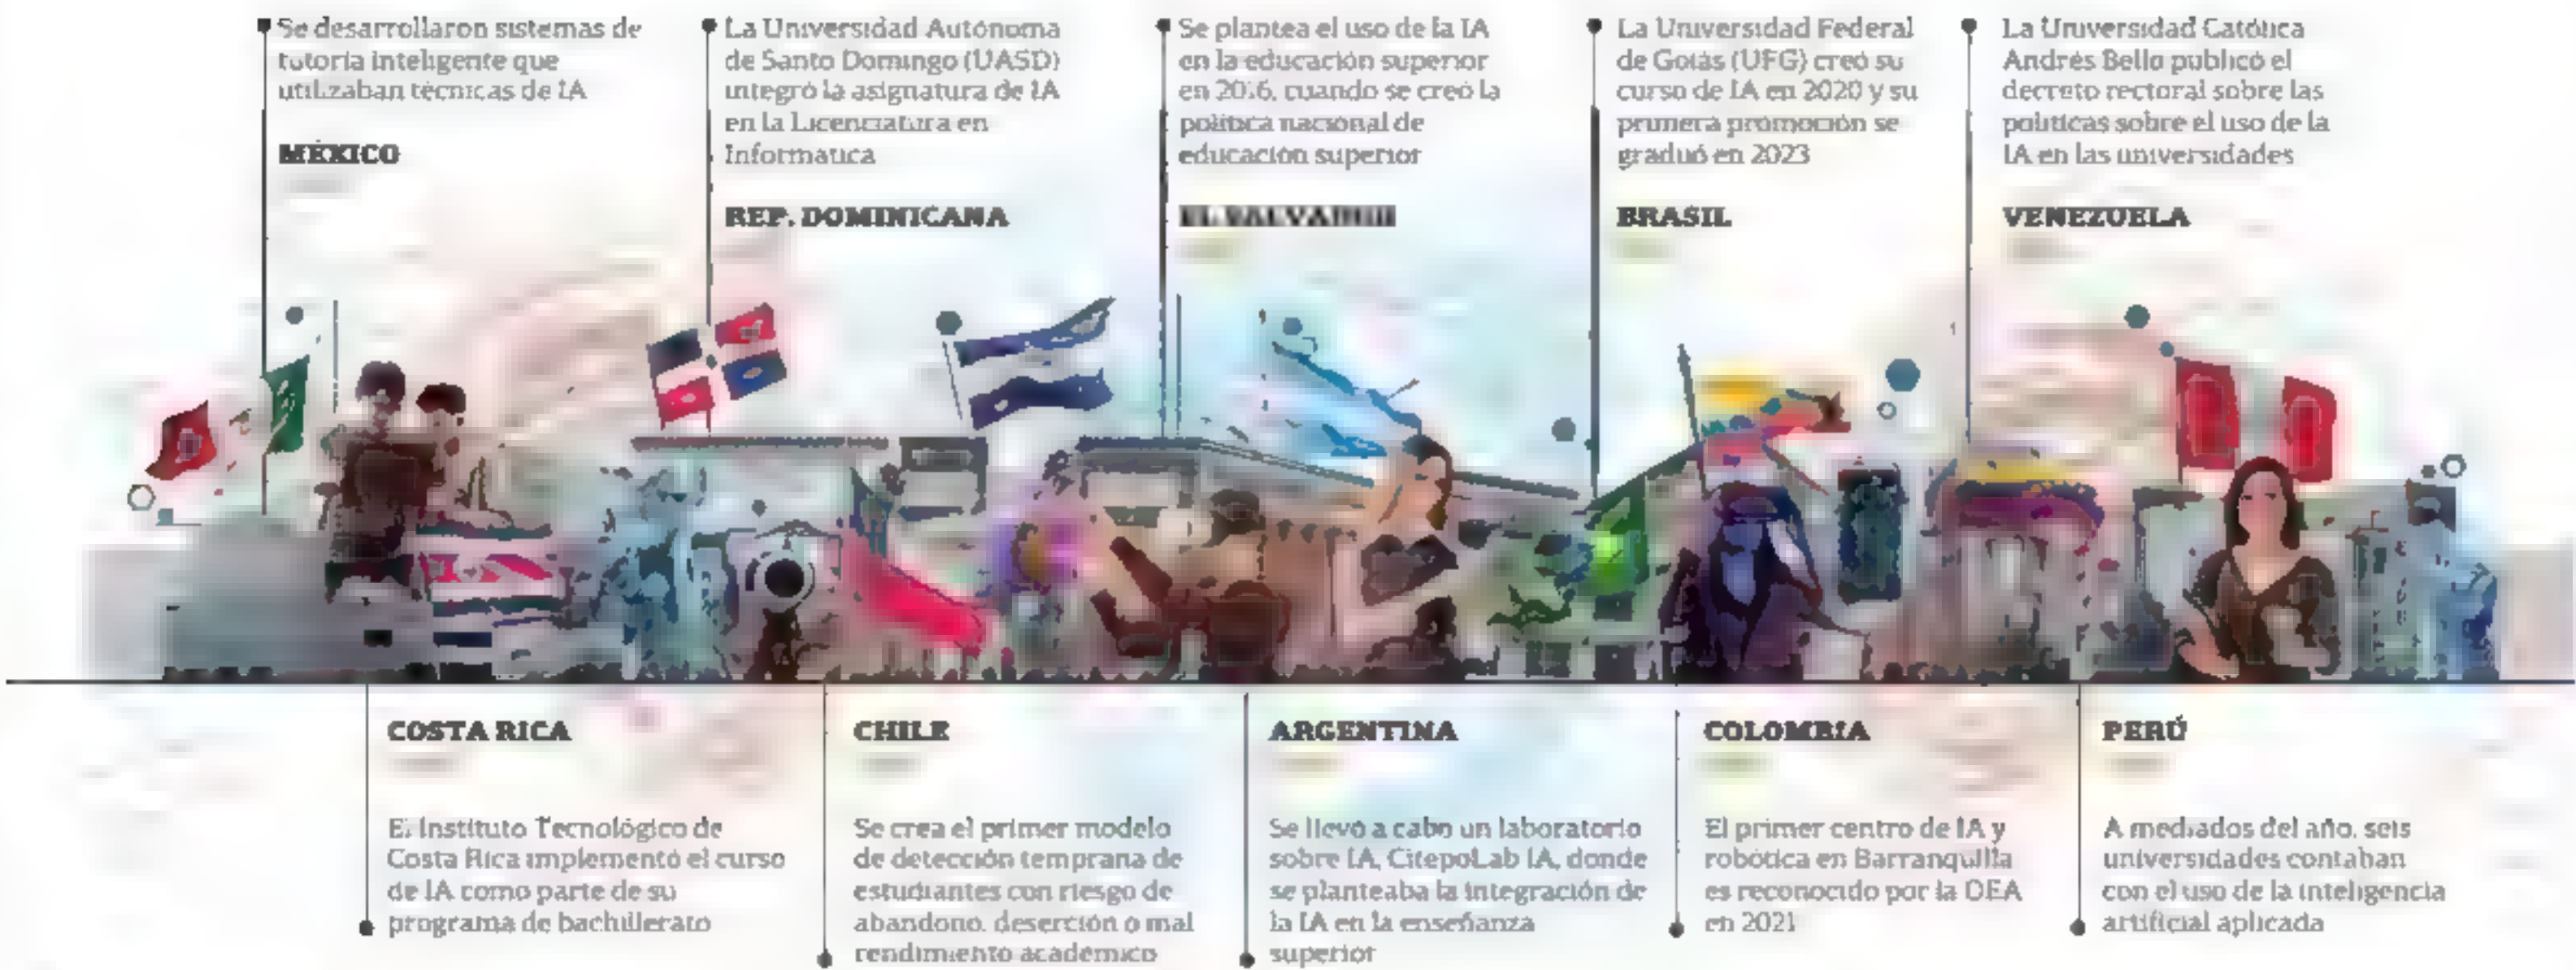 Se desarrollaron sistemas de
tutoría inteligente que
utilizaban técnicas de IA
MÉXICO
La Universidad Autónoma
de Santo Domingo (UASD)
integró la asignatura de IA
en la Licenciatura en
Informática
REP. DOMINICANA
Se plantea el uso de la IA
en la educación superior
en 2016, cuando se creó la
política nacional de
educación superior
EL SALVADOR
La Universidad Federal
de Goiás (UFG) creó su
curso de IA en 2020 y su
primera promoción se
graduó en 2023
BRASIL
La Universidad Católica
Andrés Bello publicó el
decreto rectoral sobre las
políticas sobre el uso de la
IA en las universidades
VENEZUELA
COSTA RICA
El Instituto Tecnológico de
Costa Rica implementó el curso
de IA como parte de su
programa de bachillerato
CHILE
Se crea el primer modelo
de detección temprana de
estudiantes con riesgo de
abandono, deserción o mal
rendimiento académico
ARGENTINA
Se llevó a cabo un laboratorio
sobre IA, CitepoLab IA, donde
se planteaba la integración de
la IA en la enseñanza
superior
COLOMBIA
El primer centro de IA y
robótica en Barranquilla
es reconocido por la OEA
en 2021
PERÚ
A mediados del año, seis
universidades contaban
con el uso de la inteligencia
artificial aplicada